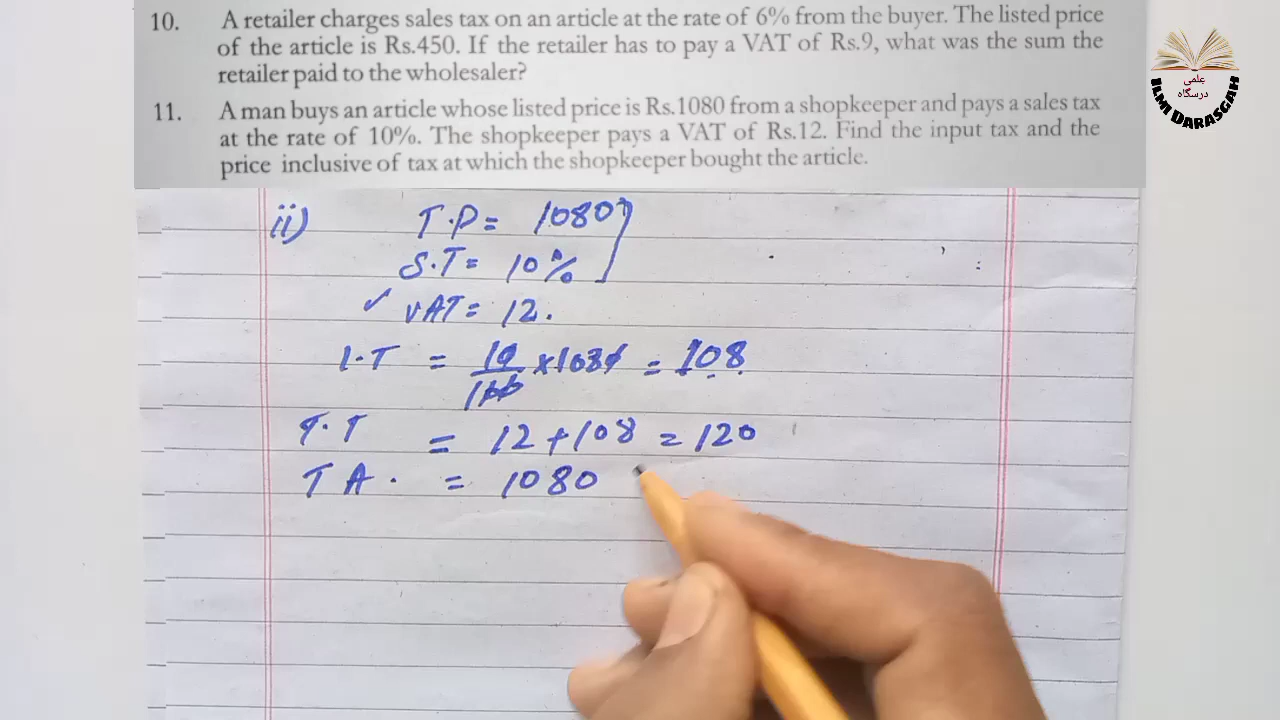 10. A retailer charges sales tax on an article at the rate of 6% from the buyer. The listed price
of the article is Rs.450. If the retailer has to pay a VAT of Rs.9, what was the sum the
retailer paid to the wholesaler?
11. A man buys an article whose listed price is Rs.1080 from a shopkeeper and pays a sales tax
at the rate of 10%. The shopkeeper pays a VAT of Rs.12. Find the input tax and the
price inclusive of tax at which the shopkeeper bought the article.
علمی
درسگاہ
ILMI DARASGAH
ii) T.P = 1080
S.T = 10%
✓ VAT = 12.
I.T = 10/100 × 1080 = 108
T.T = 12 + 108 = 120
T A. = 1080